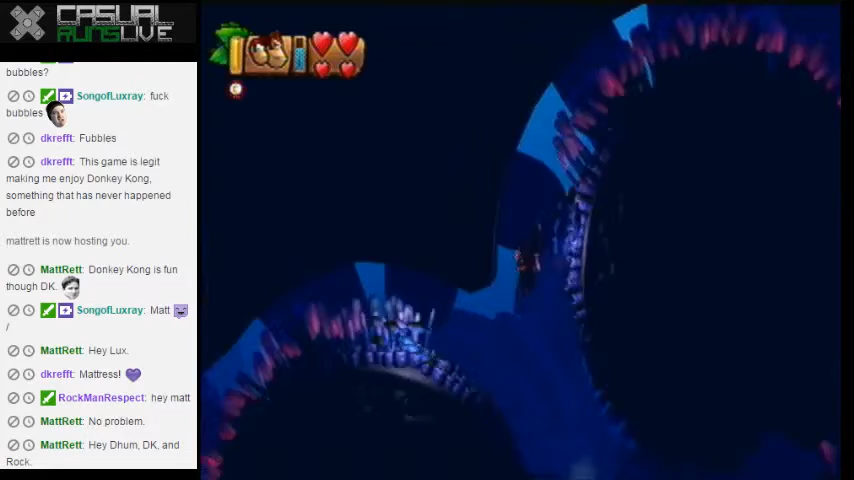 CASUAL
RUNSLIVE
bubbles?
SongofLuxray: fuck
bubbles
dkrefft: Fubbles
dkrefft: This game is legit
making me enjoy Donkey Kong,
something that has never happened
before
mattrett is now hosting you.
MattRett: Donkey Kong is fun
though DK.
SongofLuxray: Matt
/
MattRett: Hey Lux.
dkrefft: Mattress!
RockManRespect: hey matt
MattRett: No problem.
MattRett: Hey Dhum, DK, and
Rock.